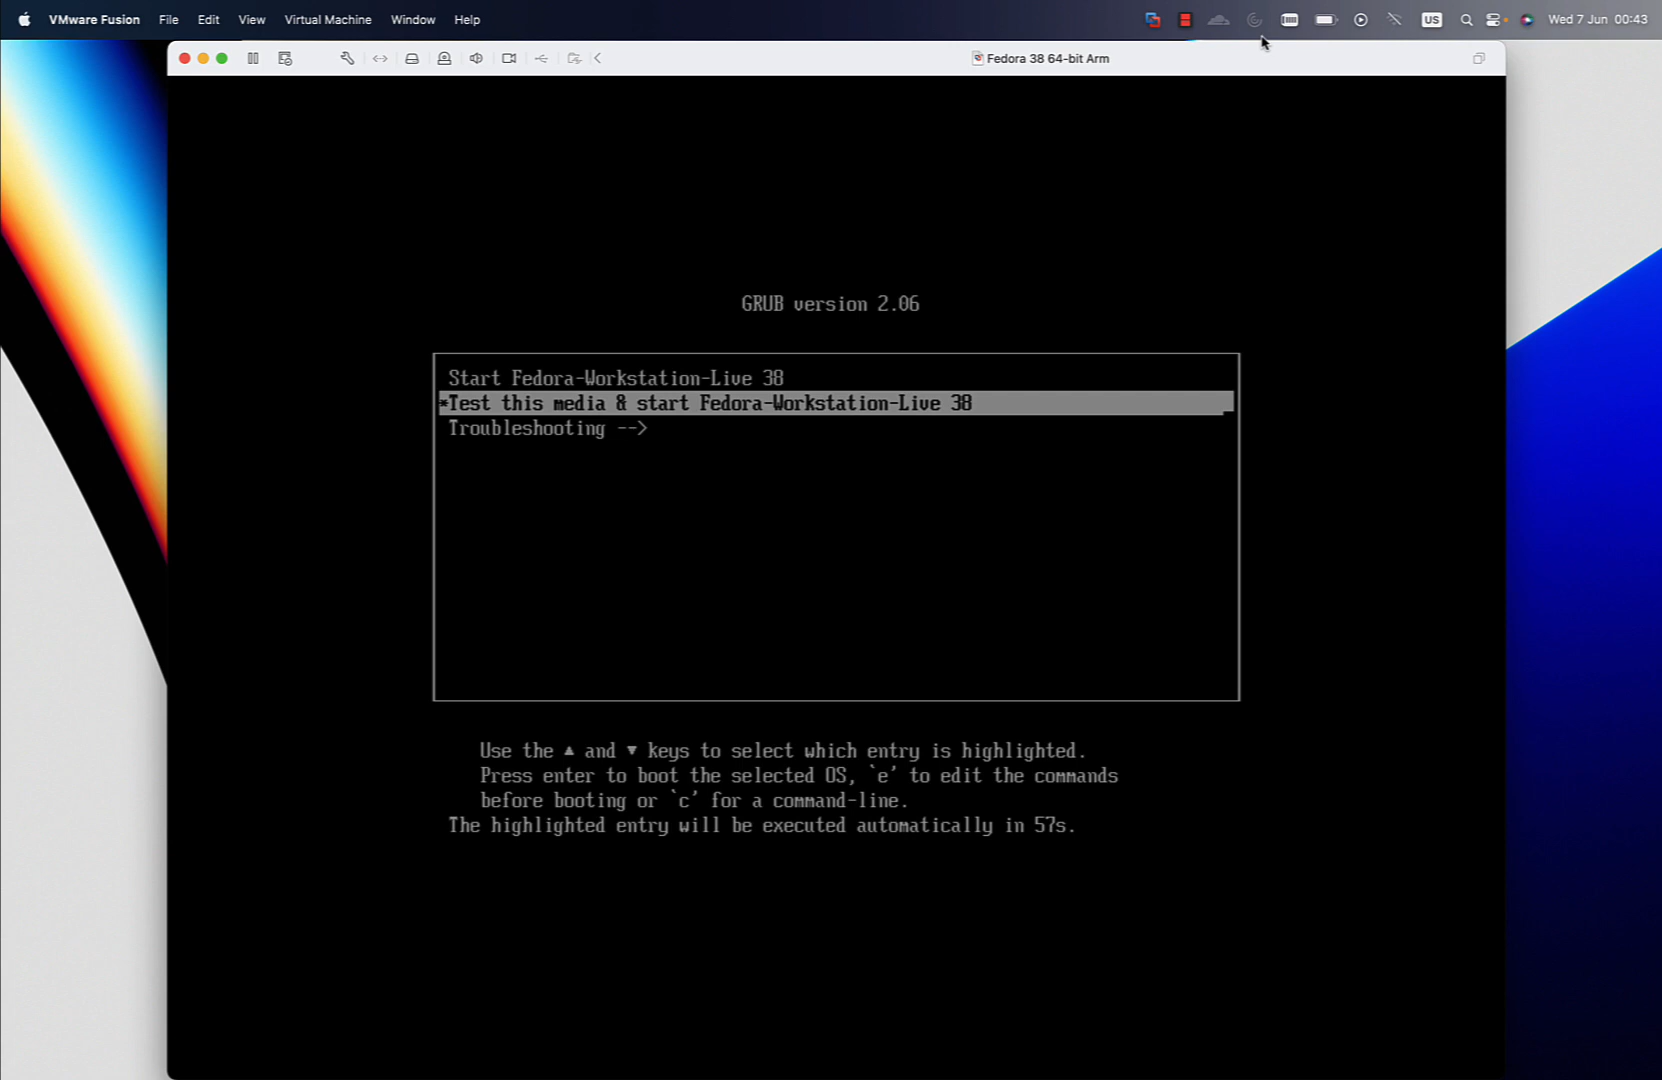 VMware Fusion File Edit View Virtual Machine Window Help US Wed 7 Jun 00:43
Fedora 38 64-bit Arm
GRUB version 2.06
Start Fedora-Workstation-Live 38
*Test this media & start Fedora-Workstation-Live 38
Troubleshooting -->
Use the ▲ and ▼ keys to select which entry is highlighted.
Press enter to boot the selected OS, `e' to edit the commands
before booting or `c' for a command-line.
The highlighted entry will be executed automatically in 57s.